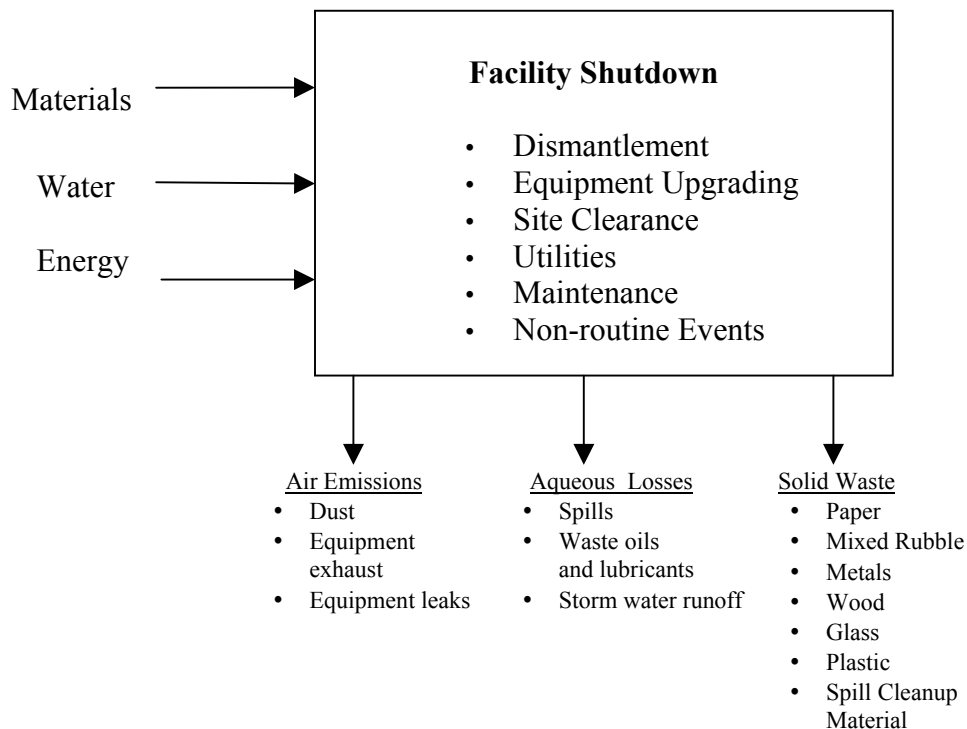 Materials
Water
Energy
Facility Shutdown
• Dismantlement
• Equipment Upgrading
• Site Clearance
• Utilities
• Maintenance
• Non-routine Events
Air Emissions
• Dust
• Equipment
exhaust
• Equipment leaks
Aqueous Losses
• Spills
• Waste oils
and lubricants
• Storm water runoff
Solid Waste
• Paper
• Mixed Rubble
• Metals
• Wood
• Glass
• Plastic
• Spill Cleanup
Material